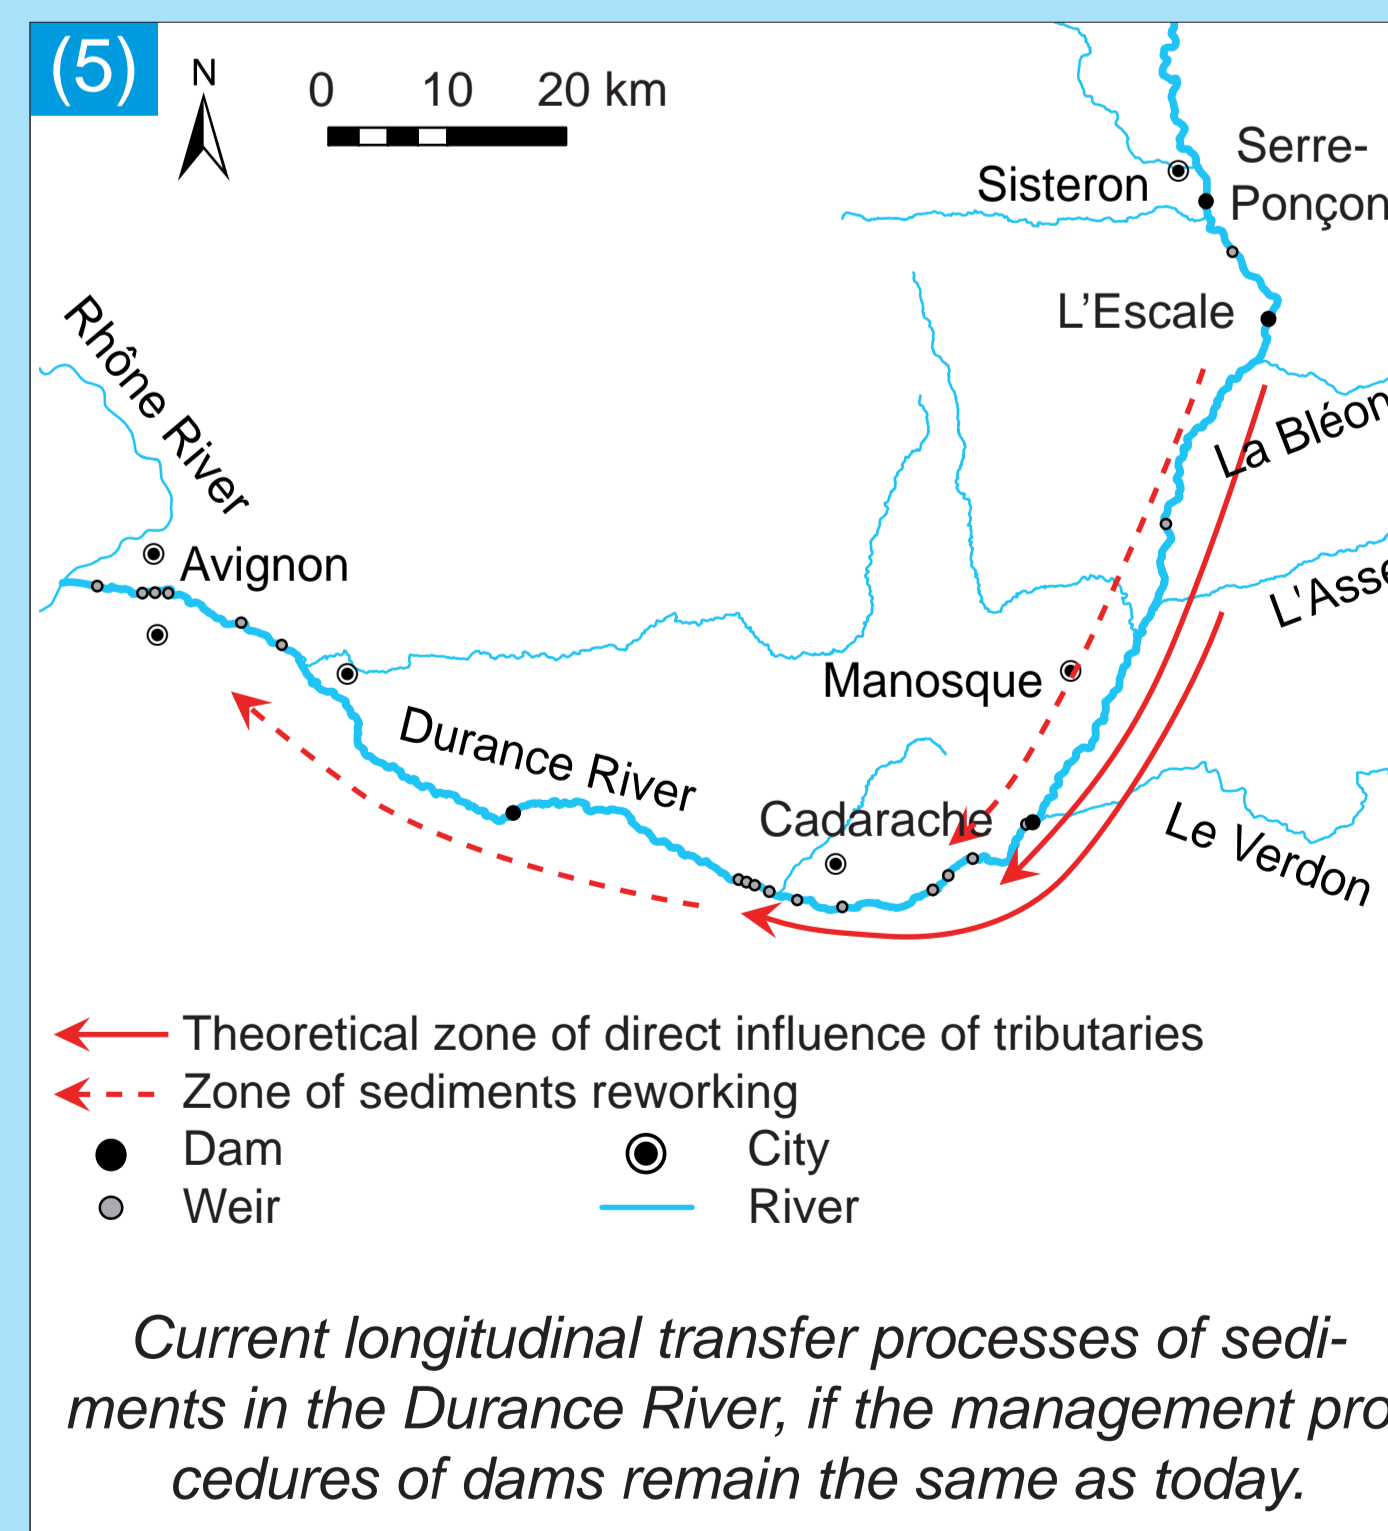 (5)
N
0 10 20 km
Serre-
Ponçon
Sisteron
L'Escale
Rhône River
La Bléon
Avignon
L'Asse
Manosque
Durance River
Cadarache
Le Verdon
Theoretical zone of direct influence of tributaries
Zone of sediments reworking
Dam City
Weir River
Current longitudinal transfer processes of sedi-
ments in the Durance River, if the management pro
cedures of dams remain the same as today.